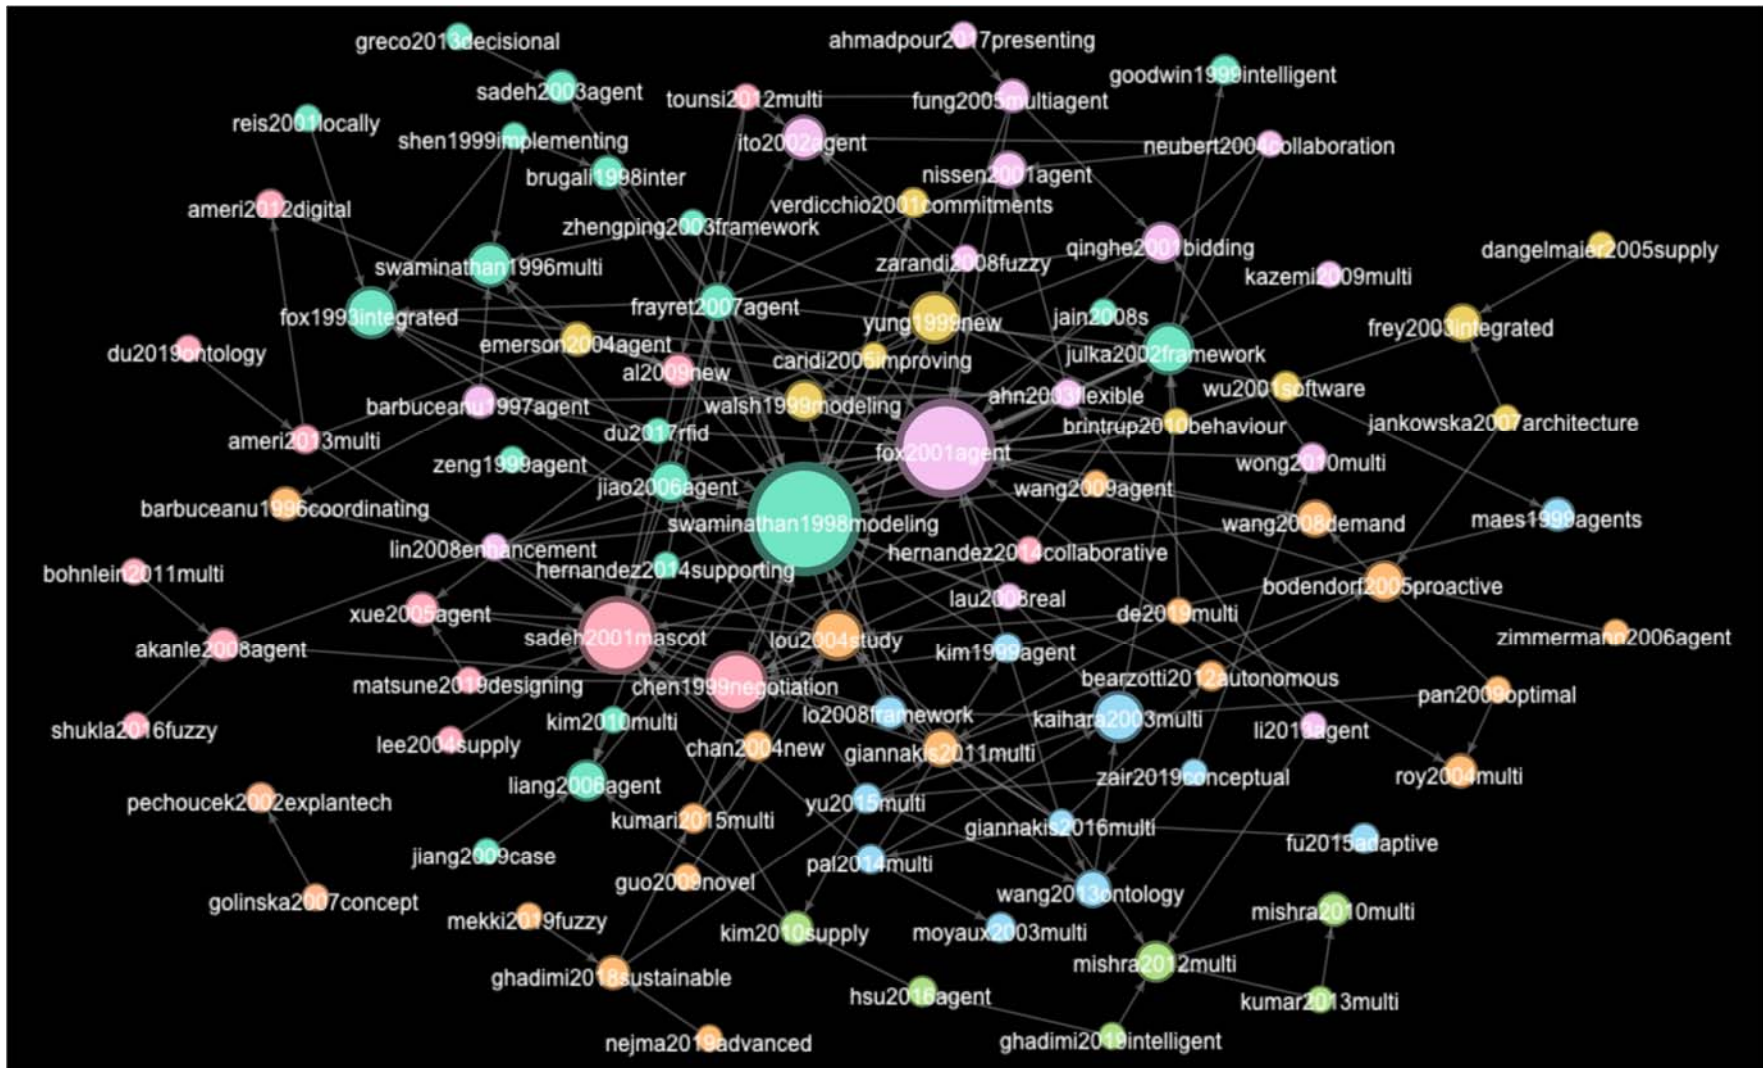 greco2013decisional
ahmadpour2017presenting
goodwin1999intelligent
sadeh2003agent
tounsi2012multi
fung2005multiagent
reis2001locally
shen1999implementing
ito2002agent
neubert2004collaboration
brugali1998inter
nissen2001agent
ameri2012digital
verdicchio2001commitments
zhengping2003framework
qinghe2001bidding
dangelmaier2005supply
swaminathan1996multi
zarandi2008fuzzy
kazemi2009multi
fox1993integrated
frayret2007agent
yung1999new
jain2008s
frey2003integrated
du2019ontology
emerson2004agent
caridi2005improving
julka2002framework
al2009new
wu2001software
barbuceanu1997agent
walsh1999modeling
ahn2003flexible
ameri2013multi
du2017rfid
brintrup2010behaviour
jankowska2007architecture
zeng1999agent
fox2001agent
wong2010multi
jiao2006agent
wang2009agent
barbuceanu1996coordinating
swaminathan1998modeling
wang2008demand
maes1999agents
lin2008enhancement
hernandez2014collaborative
bohnlein2011multi
hernandez2014supporting
bodendorf2005proactive
xue2005agent
lau2008real
de2019multi
akanle2008agent
sadeh2001mascot
lou2004study
kim1999agent
zimmermann2006agent
matsune2019designing
chen1999negotiation
bearzotti2012autonomous
pan2009optimal
shukla2016fuzzy
lee2004supply
kim2010multi
lo2008framework
kaihara2003multi
li2013agent
chan2004new
giannakis2011multi
liang2006agent
zair2019conceptual
roy2004multi
pechoucek2002explantech
kumari2015multi
yu2015multi
giannakis2016multi
fu2015adaptive
jiang2009case
pal2014multi
guo2009novel
wang2013ontology
golinska2007concept
mekki2019fuzzy
kim2010supply
moyaux2003multi
mishra2010multi
ghadimi2018sustainable
mishra2012multi
hsu2016agent
kumar2013multi
nejma2019advanced
ghadimi2019intelligent